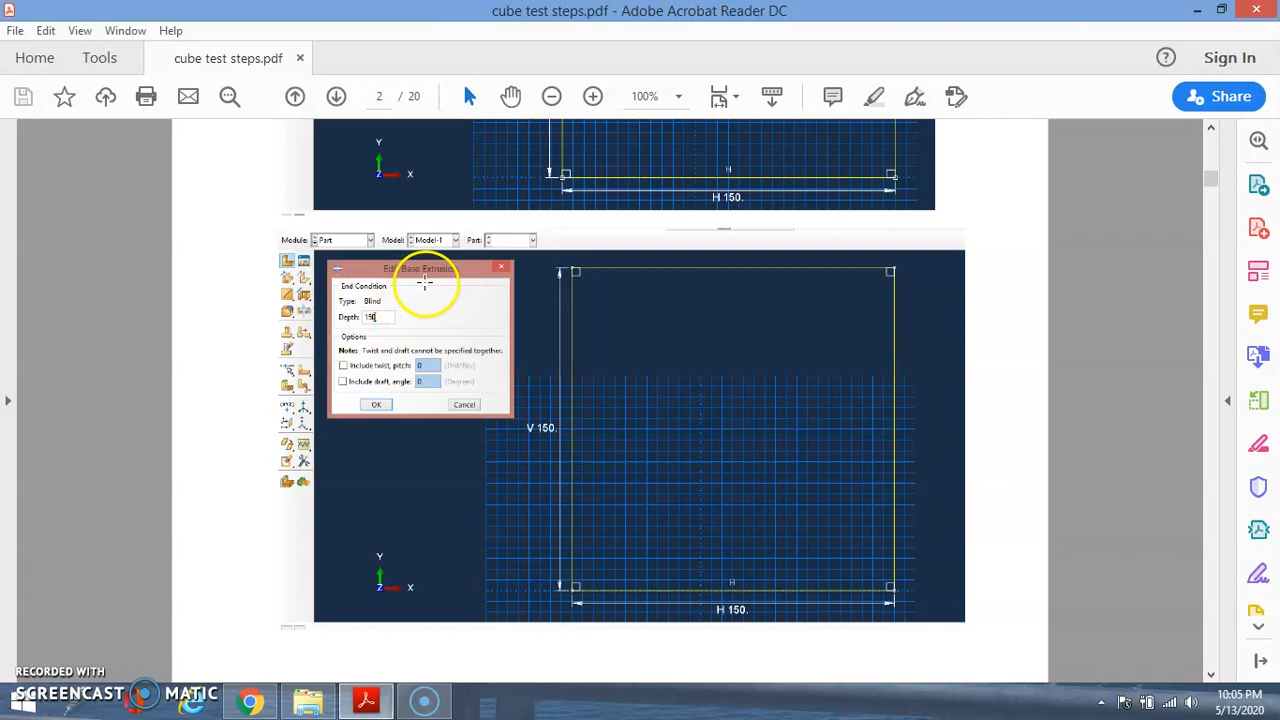 cube test steps.pdf - Adobe Acrobat Reader DC
File Edit View Window Help
Home Tools cube test steps.pdf × Sign In
2 / 20 100% Share
Y
Z X
H
H 150.
Module: Part Model: Model-1 Part:
Edit Base Extrusion
End Condition
Type: Blind
Depth: 150
Options
Note: Twist and draft cannot be specified together.
Include twist, pitch: 0 (Dist/Rev)
Include draft, angle: 0 (Degrees)
OK Cancel
V 150.
Y
Z X
H
H 150.
RECORDED WITH
SCREENCAST MATIC
10:05 PM
5/13/2020